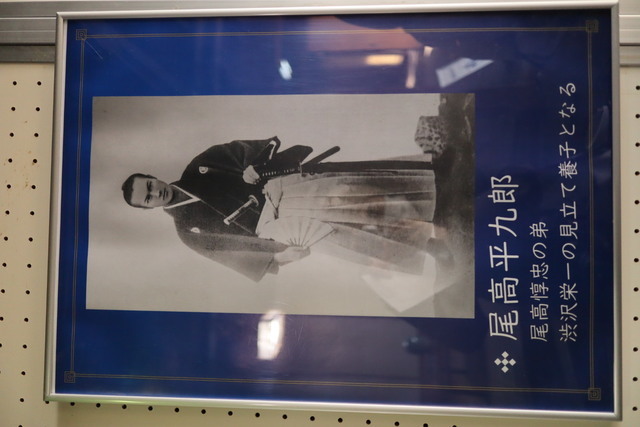 尾高平九郎
尾高惇忠の弟
渋沢栄一の見立て養子となる